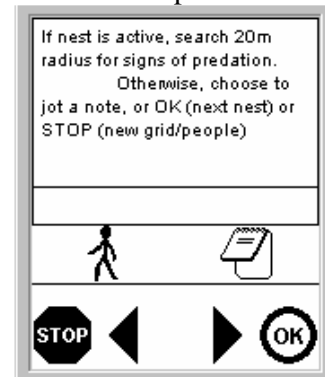 If nest is active, search 20m
radius for signs of predation.
Otherwise, choose to
jot a note, or OK (next nest) or
STOP (new grid/people)
STOP
OK